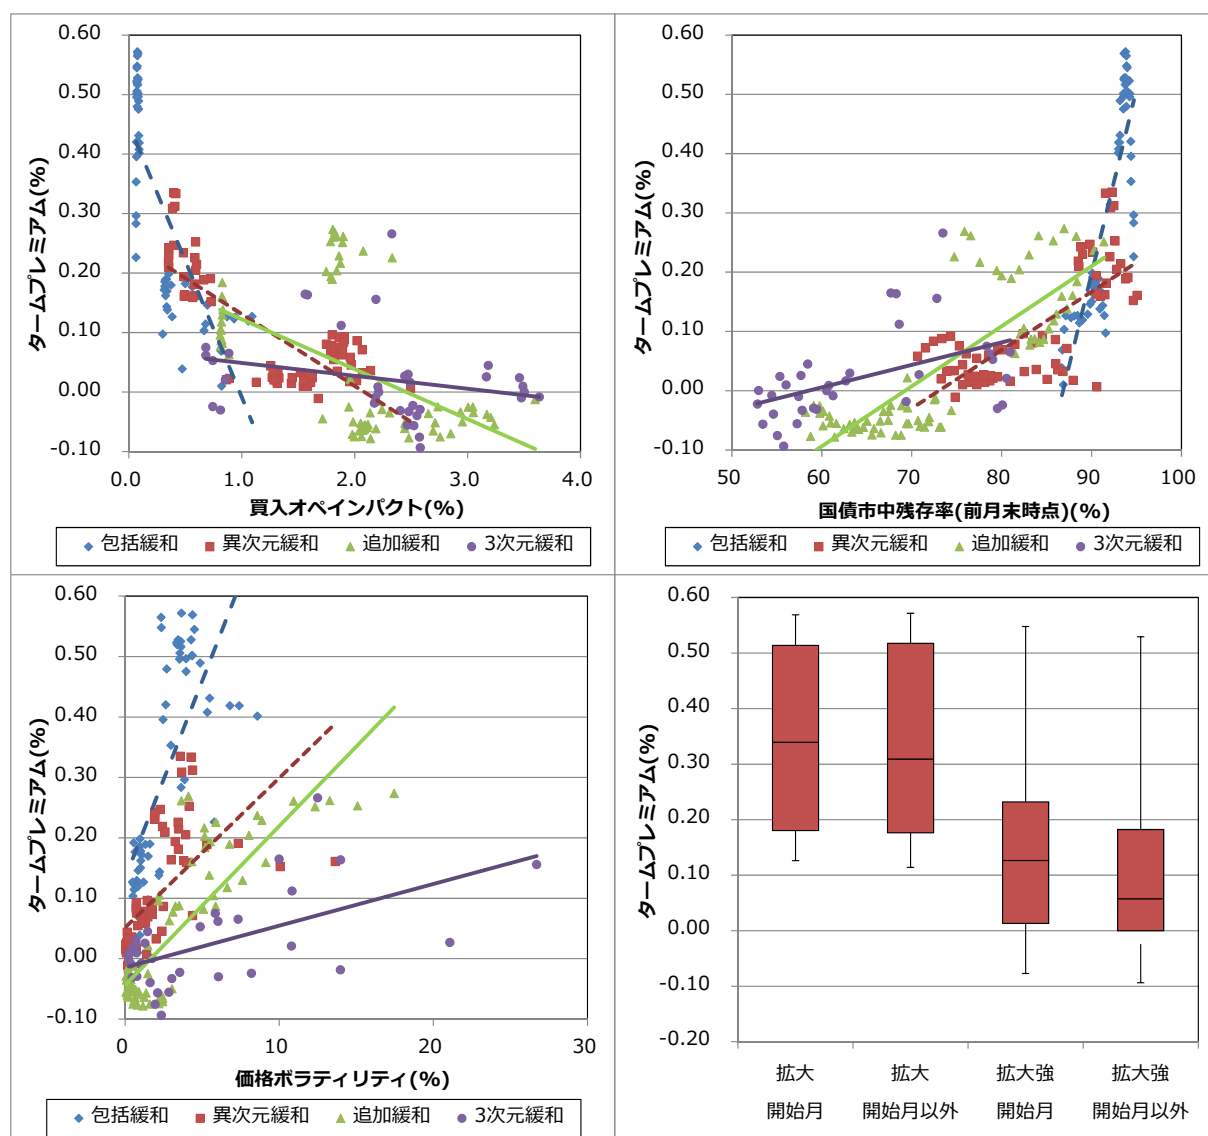 0.60
0.50
0.40
0.30
0.20
0.10
0.00
-0.10
タームプレミアム(%)
0.0 1.0 2.0 3.0 4.0
買入オペインパクト(%)
包括緩和 異次元緩和 追加緩和 3次元緩和
0.60
0.50
0.40
0.30
0.20
0.10
0.00
-0.10
タームプレミアム(%)
50 60 70 80 90 100
国債市中残存率(前月末時点)(%)
包括緩和 異次元緩和 追加緩和 3次元緩和
0.60
0.50
0.40
0.30
0.20
0.10
0.00
-0.10
タームプレミアム(%)
0 10 20 30
価格ボラティリティ(%)
包括緩和 異次元緩和 追加緩和 3次元緩和
0.60
0.50
0.40
0.30
0.20
0.10
0.00
-0.10
-0.20
タームプレミアム(%)
拡大 拡大 拡大強 拡大強
開始月 開始月以外 開始月 開始月以外